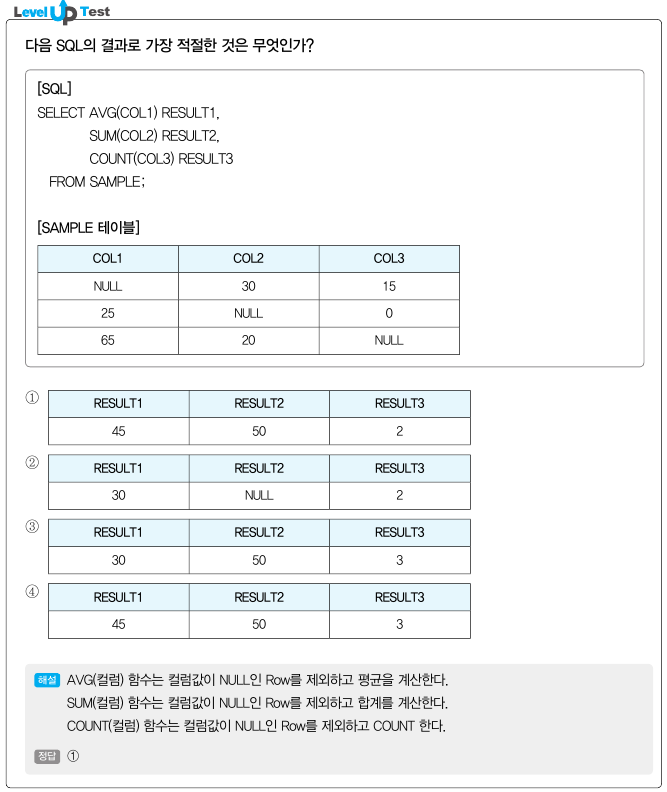 Level Up Test
다음 SQL의 결과로 가장 적절한 것은 무엇인가?
[SQL]
SELECT AVG(COL1) RESULT1,
SUM(COL2) RESULT2,
COUNT(COL3) RESULT3
FROM SAMPLE;
[SAMPLE 테이블]
COL1 COL2 COL3
NULL 30 15
25 NULL 0
65 20 NULL
① RESULT1 RESULT2 RESULT3
45 50 2
② RESULT1 RESULT2 RESULT3
30 NULL 2
③ RESULT1 RESULT2 RESULT3
30 50 3
④ RESULT1 RESULT2 RESULT3
45 50 3
해설 AVG(컬럼) 함수는 컬럼값이 NULL인 Row를 제외하고 평균을 계산한다.
SUM(컬럼) 함수는 컬럼값이 NULL인 Row를 제외하고 합계를 계산한다.
COUNT(컬럼) 함수는 컬럼값이 NULL인 Row를 제외하고 COUNT 한다.
정답 ①